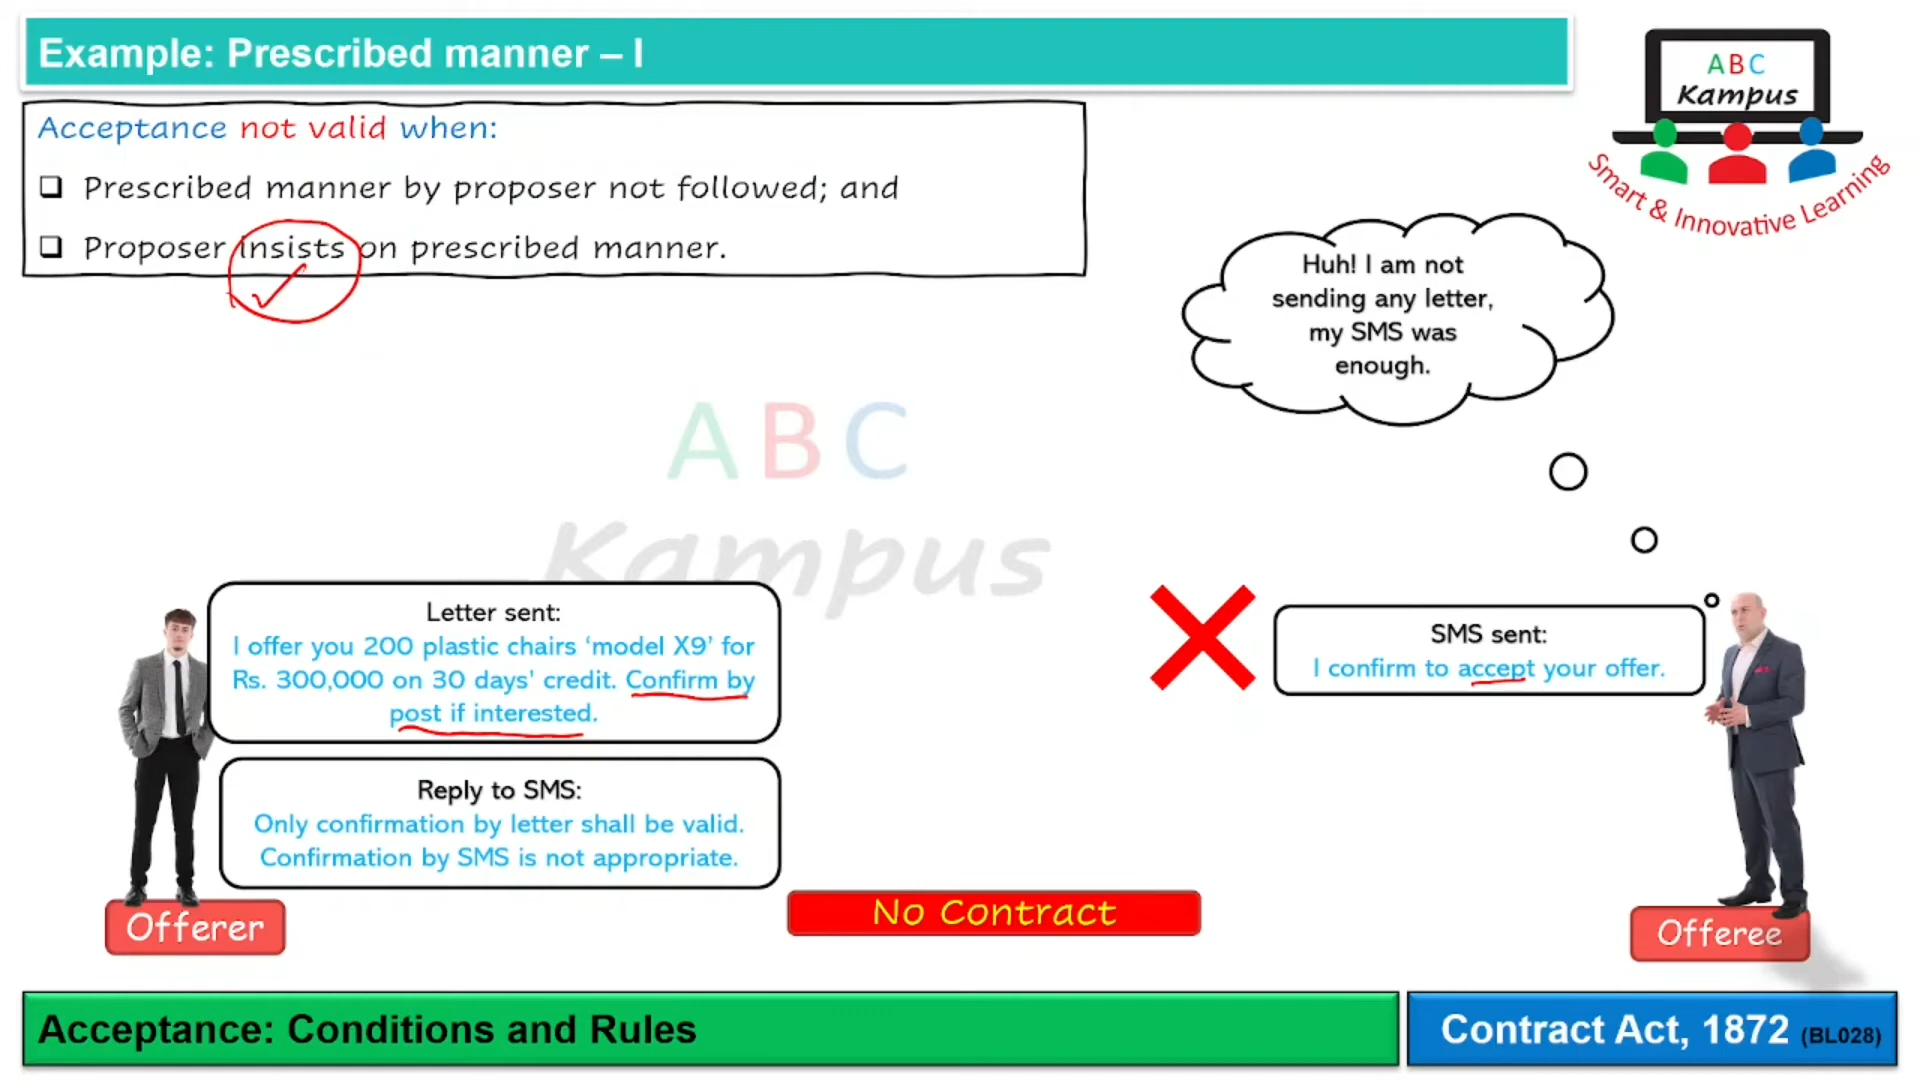 Example: Prescribed manner – I
ABC
Kampus
Smart & Innovative Learning
Acceptance not valid when:
❑ Prescribed manner by proposer not followed; and
❑ Proposer insists on prescribed manner.
Huh! I am not
sending any letter,
my SMS was
enough.
ABC
Kampus
Letter sent:
I offer you 200 plastic chairs ‘model X9’ for
Rs. 300,000 on 30 days’ credit. Confirm by
post if interested.
SMS sent:
I confirm to accept your offer.
Reply to SMS:
Only confirmation by letter shall be valid.
Confirmation by SMS is not appropriate.
No Contract
Offerer
Offeree
Acceptance: Conditions and Rules
Contract Act, 1872 (BL028)